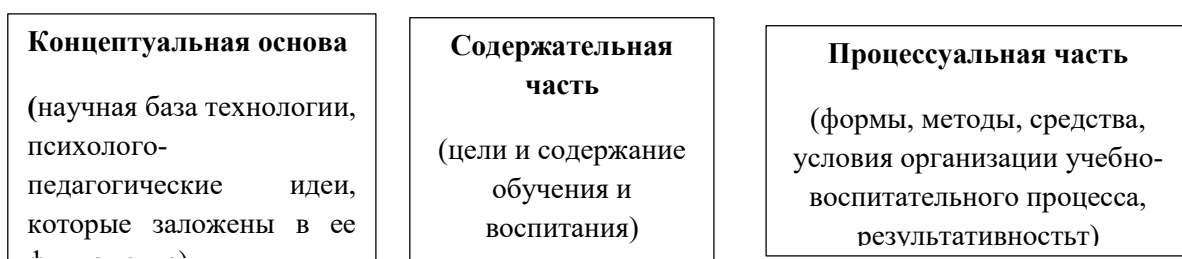 Концептуальная основа
(научная база технологии,
психолого-
педагогические идеи,
которые заложены в ее
Содержательная
часть
(цели и содержание
обучения и
воспитания)
Процессуальная часть
(формы, методы, средства,
условия организации учебно-
воспитательного процесса,
результативностьт)